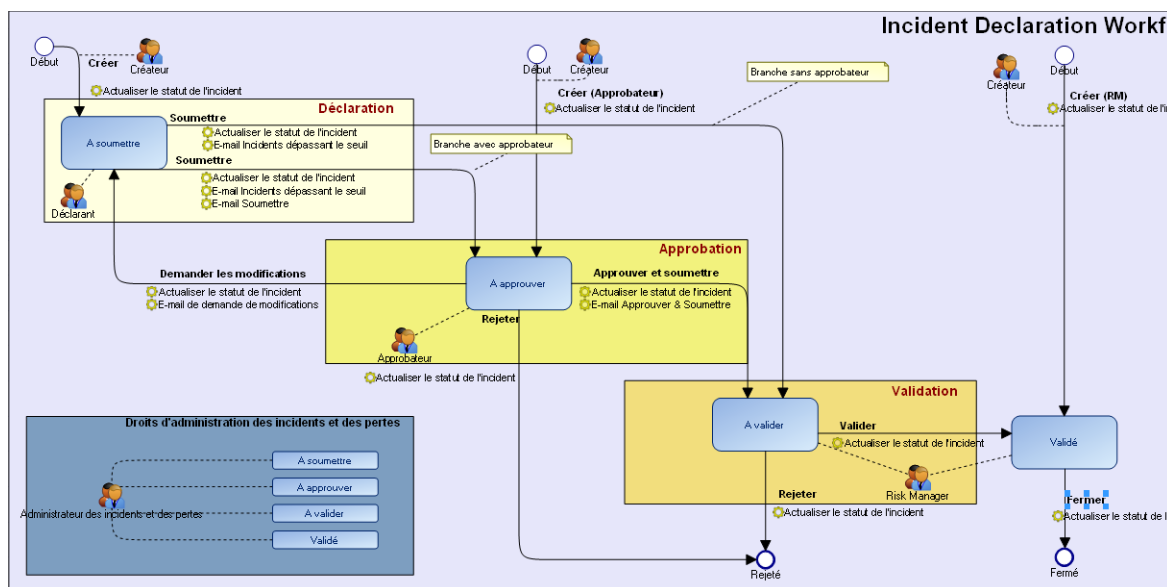 Incident Declaration Workf
Début
Créer
Créateur
Actualiser le statut de l'incident
Début
Créateur
Créer (Approbateur)
Actualiser le statut de l'incident
Branche sans approbateur
Début
Créateur
Créer (RM)
Actualiser le statut de l'i
Déclaration
A soumettre
Soumettre
Actualiser le statut de l'incident
E-mail Incidents dépassant le seuil
Soumettre
Actualiser le statut de l'incident
E-mail Incidents dépassant le seuil
E-mail Soumettre
Déclarant
Branche avec approbateur
Approbation
A approuver
Demander les modifications
Actualiser le statut de l'incident
E-mail de demande de modifications
Approuver et soumettre
Actualiser le statut de l'incident
E-mail Approuver & Soumettre
Rejeter
Approbateur
Actualiser le statut de l'incident
Validation
A valider
Valider
Actualiser le statut de l'incident
Validé
Risk Manager
Rejeter
Actualiser le statut de l'incident
Fermer
Actualiser le statut de l
Rejeté
Fermé
Droits d'administration des incidents et des pertes
A soumettre
A approuver
Administrateur des incidents et des pertes
A valider
Validé